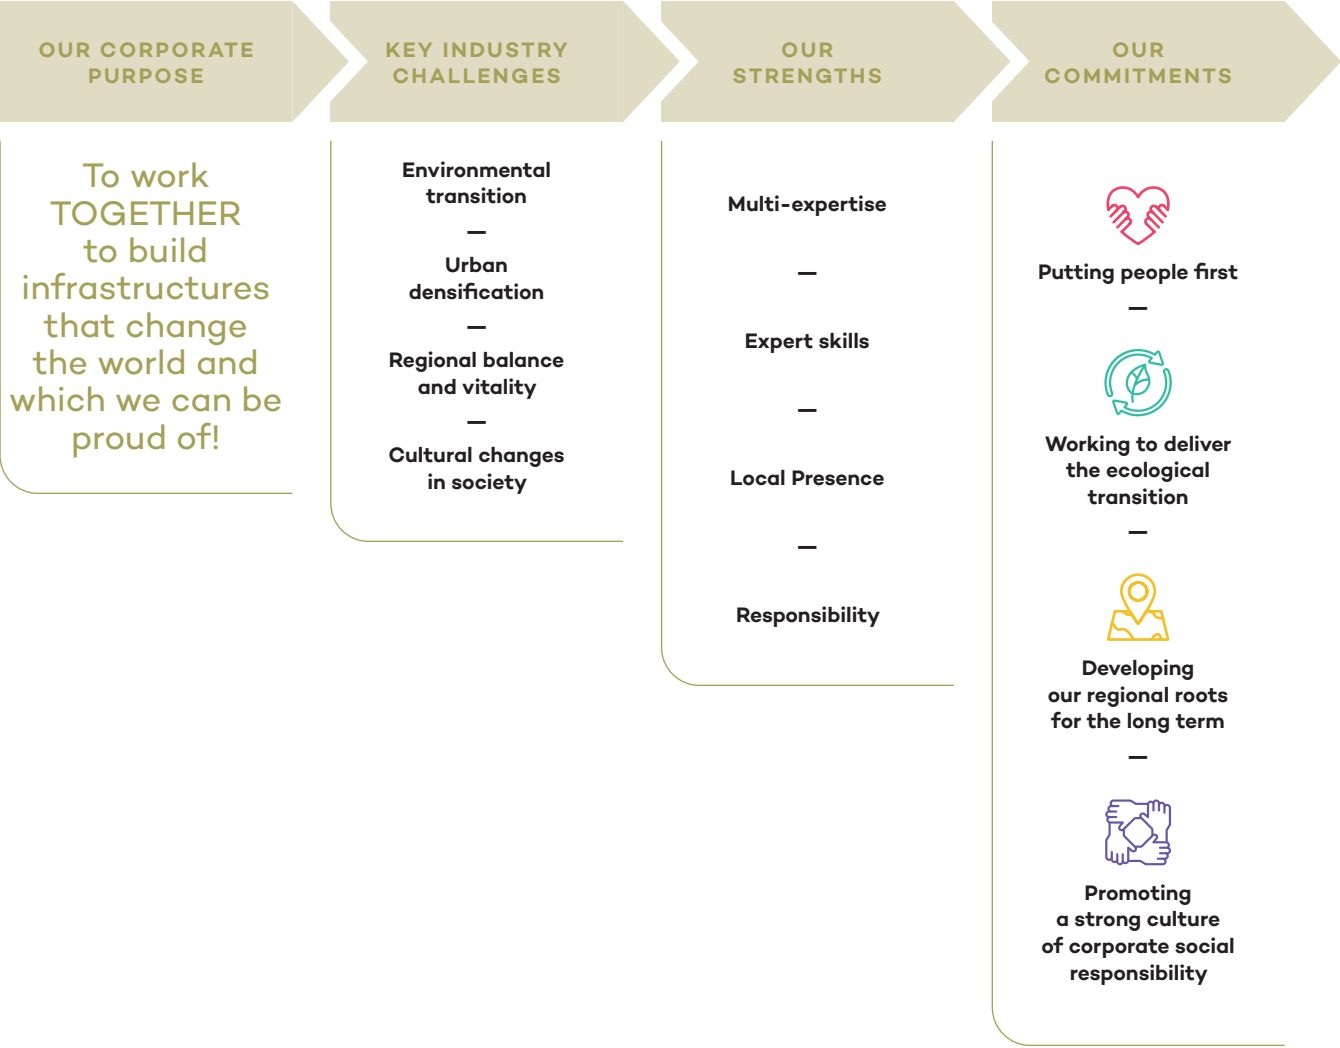 OUR CORPORATE
PURPOSE
To work
TOGETHER
to build
infrastructures
that change
the world and
which we can be
proud of!
KEY INDUSTRY
CHALLENGES
Environmental
transition
—
Urban
densification
—
Regional balance
and vitality
—
Cultural changes
in society
OUR
STRENGTHS
Multi-expertise
—
Expert skills
—
Local Presence
—
Responsibility
OUR
COMMITMENTS
Putting people first
—
Working to deliver
the ecological
transition
—
Developing
our regional roots
for the long term
—
Promoting
a strong culture
of corporate social
responsibility